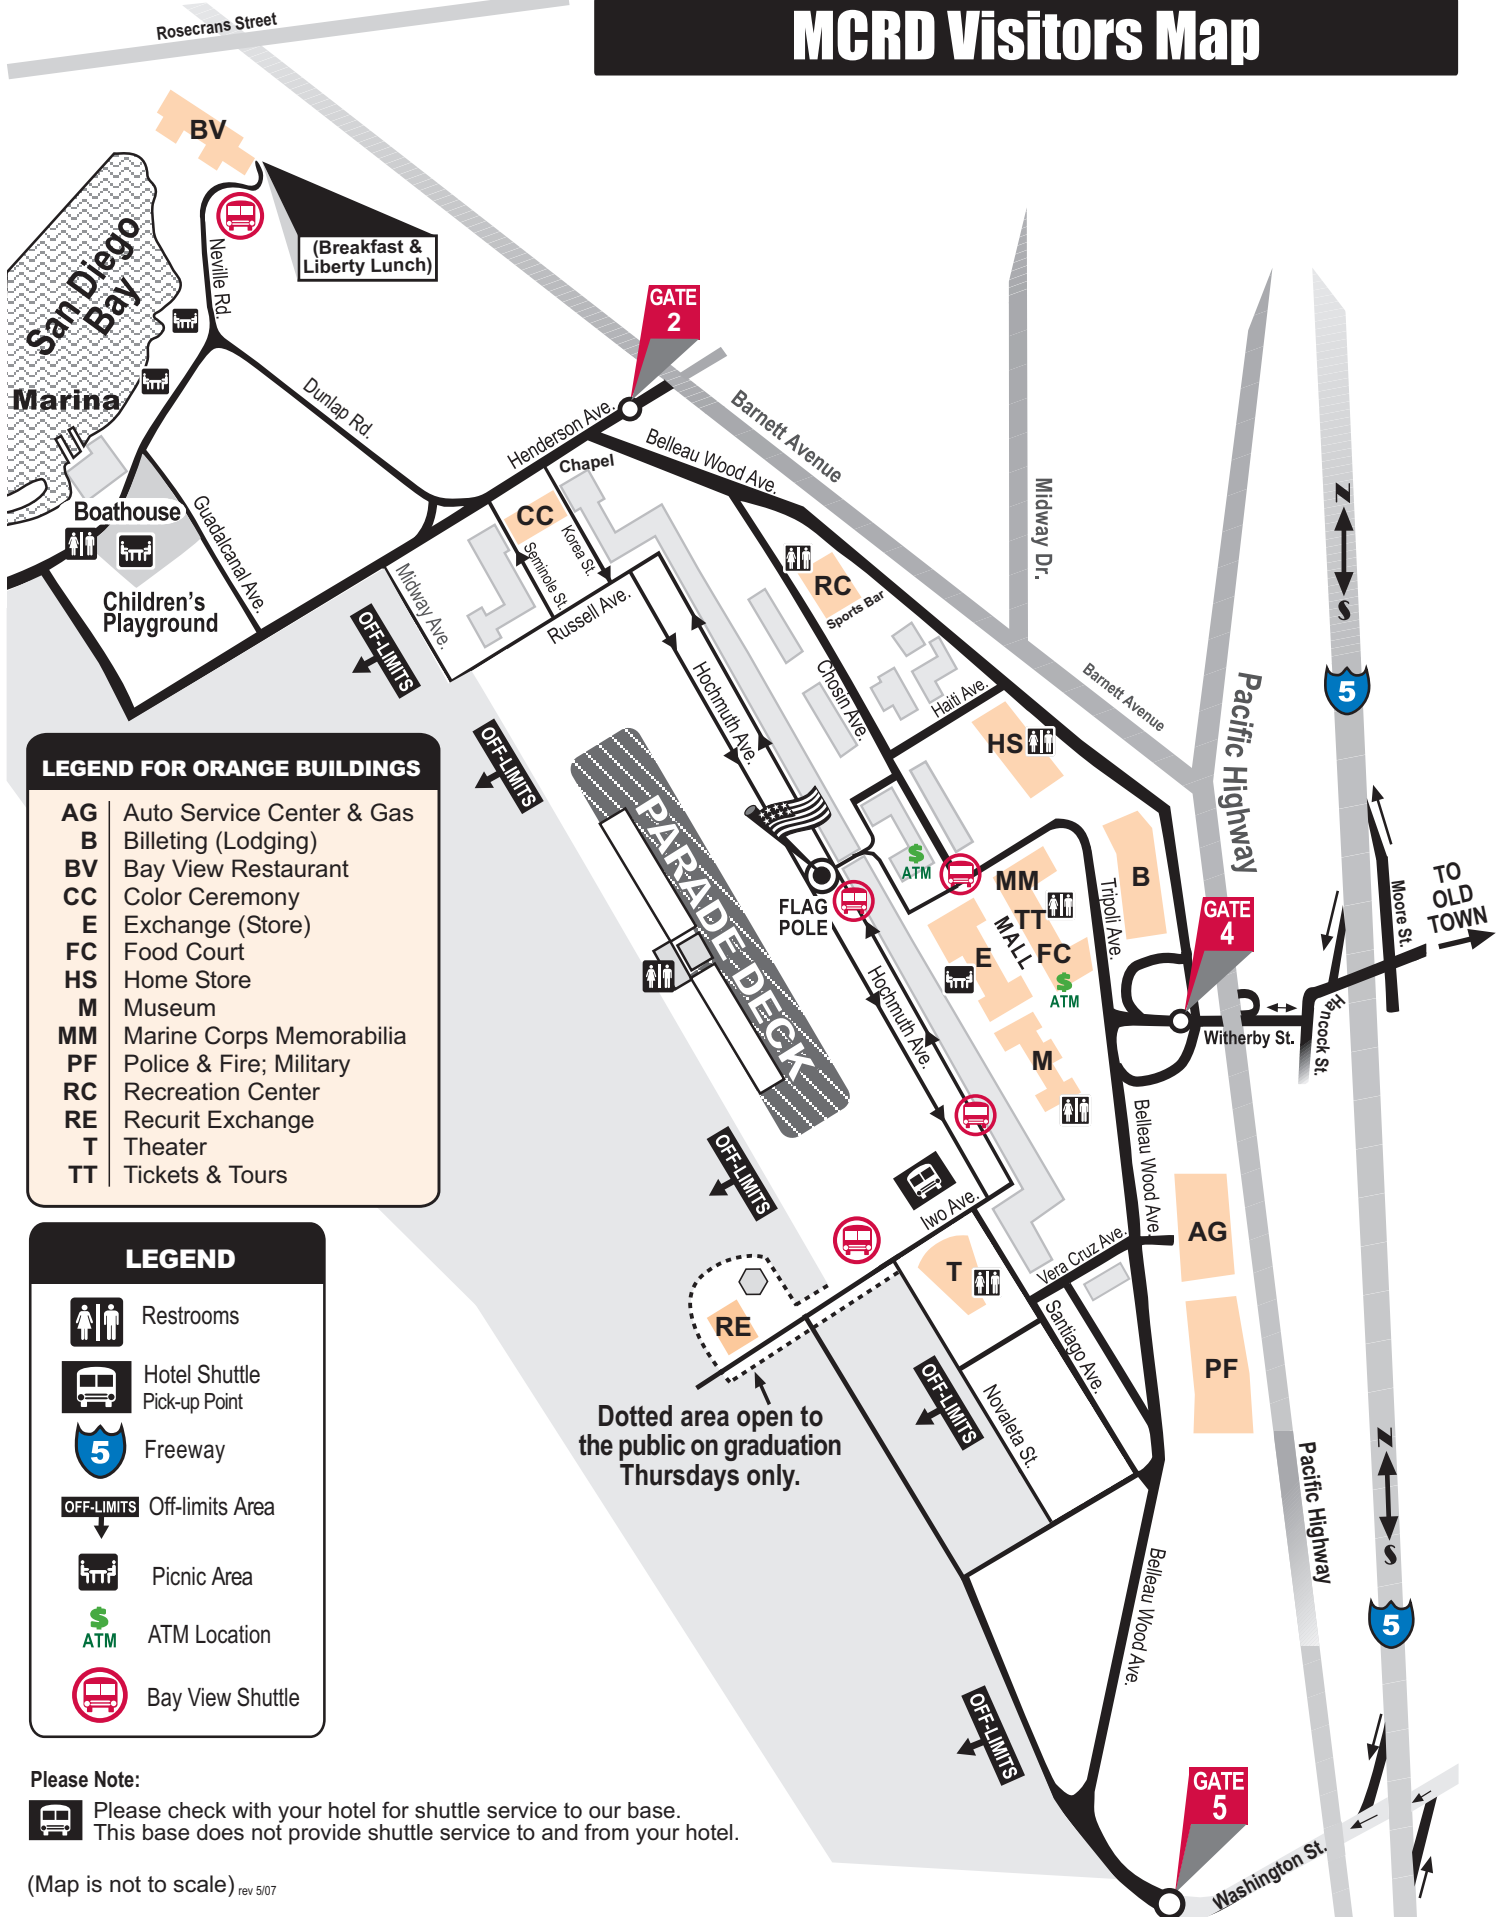 MCRD Visitors Map
Rosecrans Street
BV
(Breakfast &
Liberty Lunch)
San Diego
Bay
Neville Rd.
Marina
Dunlap Rd.
GATE
2
Henderson Ave.
Barnett Avenue
Belleau Wood Ave.
Chapel
CC
Boathouse
Guadalcanal Ave.
Children's
Playground
Midway Ave.
Seminole St.
Korea St.
Russell Ave.
OFF-LIMITS
OFF-LIMITS
RC
Sports Bar
Midway Dr.
N
S
Hochmuth Ave.
Chosin Ave.
Haiti Ave.
Barnett Avenue
Pacific Highway
5
HS
PARADE DECK
FLAG
POLE
$
ATM
MM
TT
MALL
FC
E
$
ATM
M
B
Tripoli Ave.
GATE
4
Moore St.
TO
OLD
TOWN
Hancock St.
Witherby St.
Hochmuth Ave.
Belleau Wood Ave.
OFF-LIMITS
Iwo Ave.
T
Vera Cruz Ave.
AG
RE
Santiago Ave.
PF
OFF-LIMITS
Novaleta St.
Dotted area open to
the public on graduation
Thursdays only.
Pacific Highway
N
S
5
Belleau Wood Ave.
OFF-LIMITS
GATE
5
Washington St.
LEGEND FOR ORANGE BUILDINGS
AG Auto Service Center & Gas
B Billeting (Lodging)
BV Bay View Restaurant
CC Color Ceremony
E Exchange (Store)
FC Food Court
HS Home Store
M Museum
MM Marine Corps Memorabilia
PF Police & Fire; Military
RC Recreation Center
RE Recurit Exchange
T Theater
TT Tickets & Tours
LEGEND
Restrooms
Hotel Shuttle
Pick-up Point
5 Freeway
OFF-LIMITS Off-limits Area
Picnic Area
$
ATM ATM Location
Bay View Shuttle
Please Note:
Please check with your hotel for shuttle service to our base.
This base does not provide shuttle service to and from your hotel.
(Map is not to scale) rev 5/07